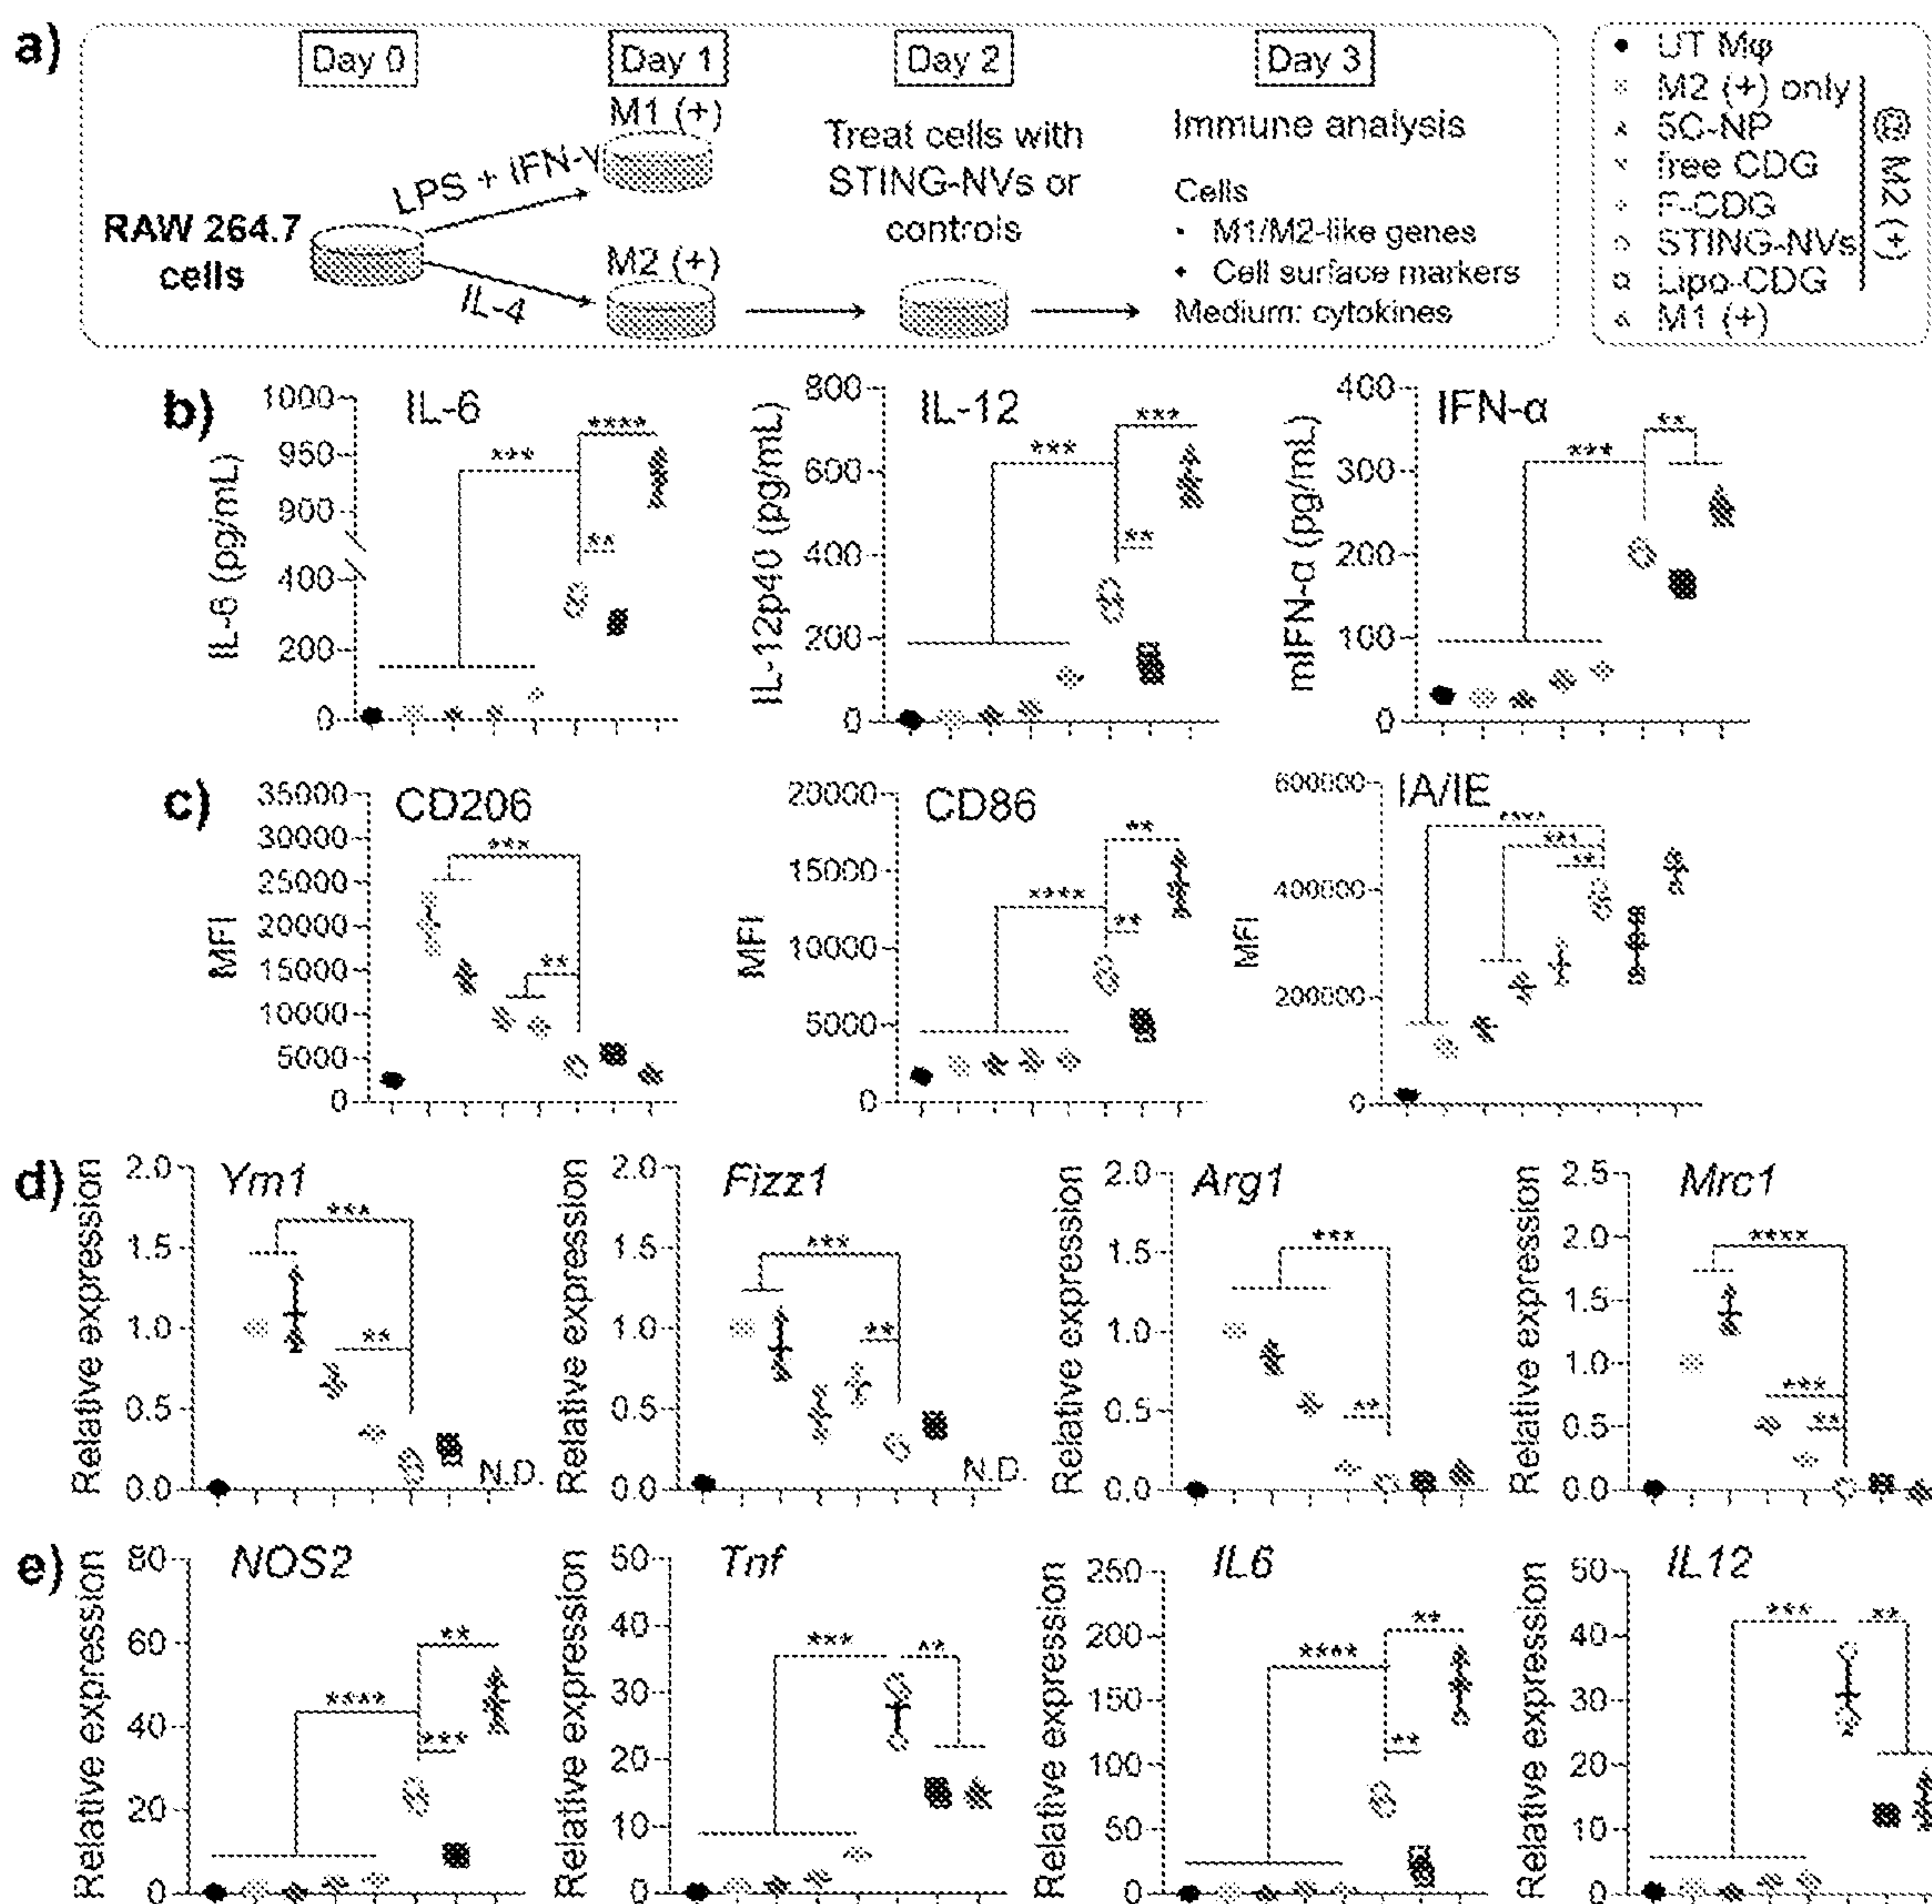 a)
Day 0
Day 1
Day 2
Day 3
RAW 264.7
cells
LPS + IFN-γ
IL-4
M1 (+)
M2 (+)
Treat cells with
STING-NVs or
controls
Immune analysis
Cells
• M1/M2-like genes
• Cell surface markers
Medium: cytokines
UT Mφ
M2 (+) only
5C-NP
free CDG
F-CDG
STING-NVs
Lipo-CDG
M1 (+)
@ M2 (+)
b)
IL-6
IL-6 (pg/mL)
1000
950
900
400
200
0
***
****
**
IL-12
IL-12p40 (pg/mL)
800
600
400
200
0
***
***
**
IFN-α
mIFN-α (pg/mL)
400
300
200
100
0
***
**
c)
CD206
MFI
35000
30000
25000
20000
15000
10000
5000
0
***
**
CD86
MFI
20000
15000
10000
5000
0
****
**
**
IA/IE
MFI
600000
400000
200000
0
****
***
**
d)
Ym1
Relative expression
2.0
1.5
1.0
0.5
0.0
***
**
N.D.
Fizz1
Relative expression
2.0
1.5
1.0
0.5
0.0
***
**
N.D.
Arg1
Relative expression
2.0
1.5
1.0
0.5
0.0
***
**
Mrc1
Relative expression
2.5
2.0
1.5
1.0
0.5
0.0
****
***
**
e)
NOS2
Relative expression
80
60
40
20
0
****
**
***
Tnf
Relative expression
50
40
30
20
10
0
***
**
IL6
Relative expression
250
200
150
100
50
0
****
**
**
IL12
Relative expression
50
40
30
20
10
0
***
**